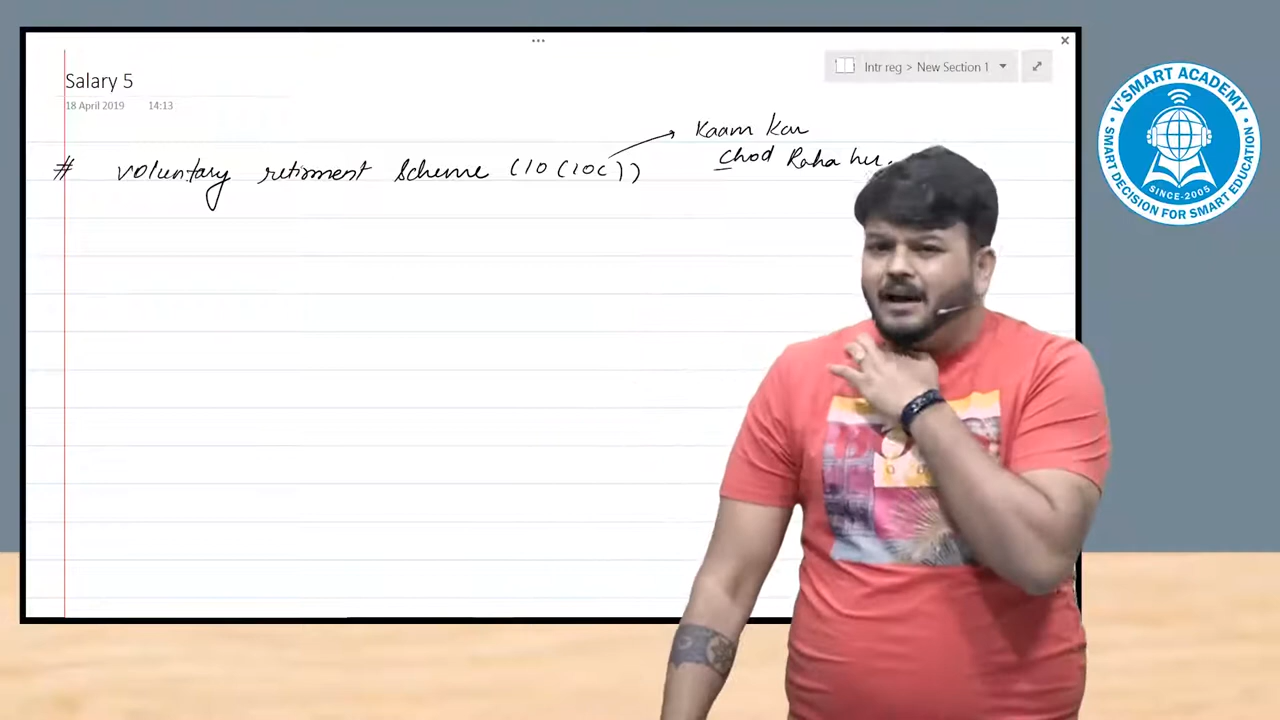 Salary 5
18 April 2019 14:13
Intr reg > New Section 1
# voluntary retirment Scheme (10(10C))
Kaam kar
chod Raha hu.
V'SMART ACADEMY
SINCE-2005
SMART DECISION FOR SMART EDUCATION